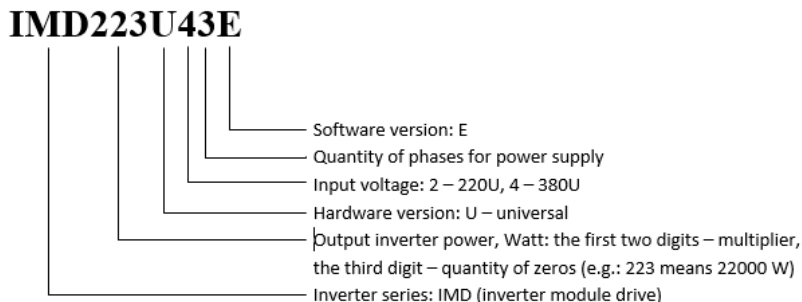 IMD223U43E
Software version: E
Quantity of phases for power supply
Input voltage: 2 – 220U, 4 – 380U
Hardware version: U – universal
Output inverter power, Watt: the first two digits – multiplier,
the third digit – quantity of zeros (e.g.: 223 means 22000 W)
Inverter series: IMD (inverter module drive)